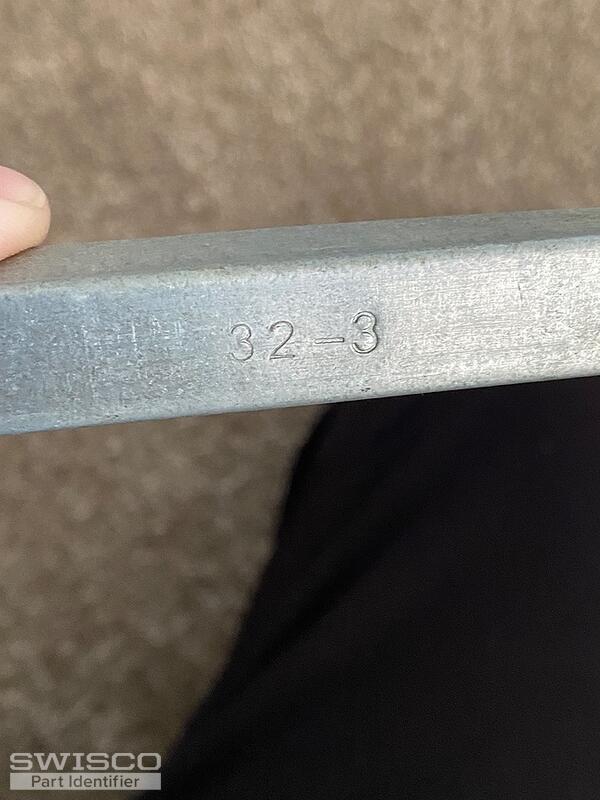 32-3
SWISCO
Part Identifier